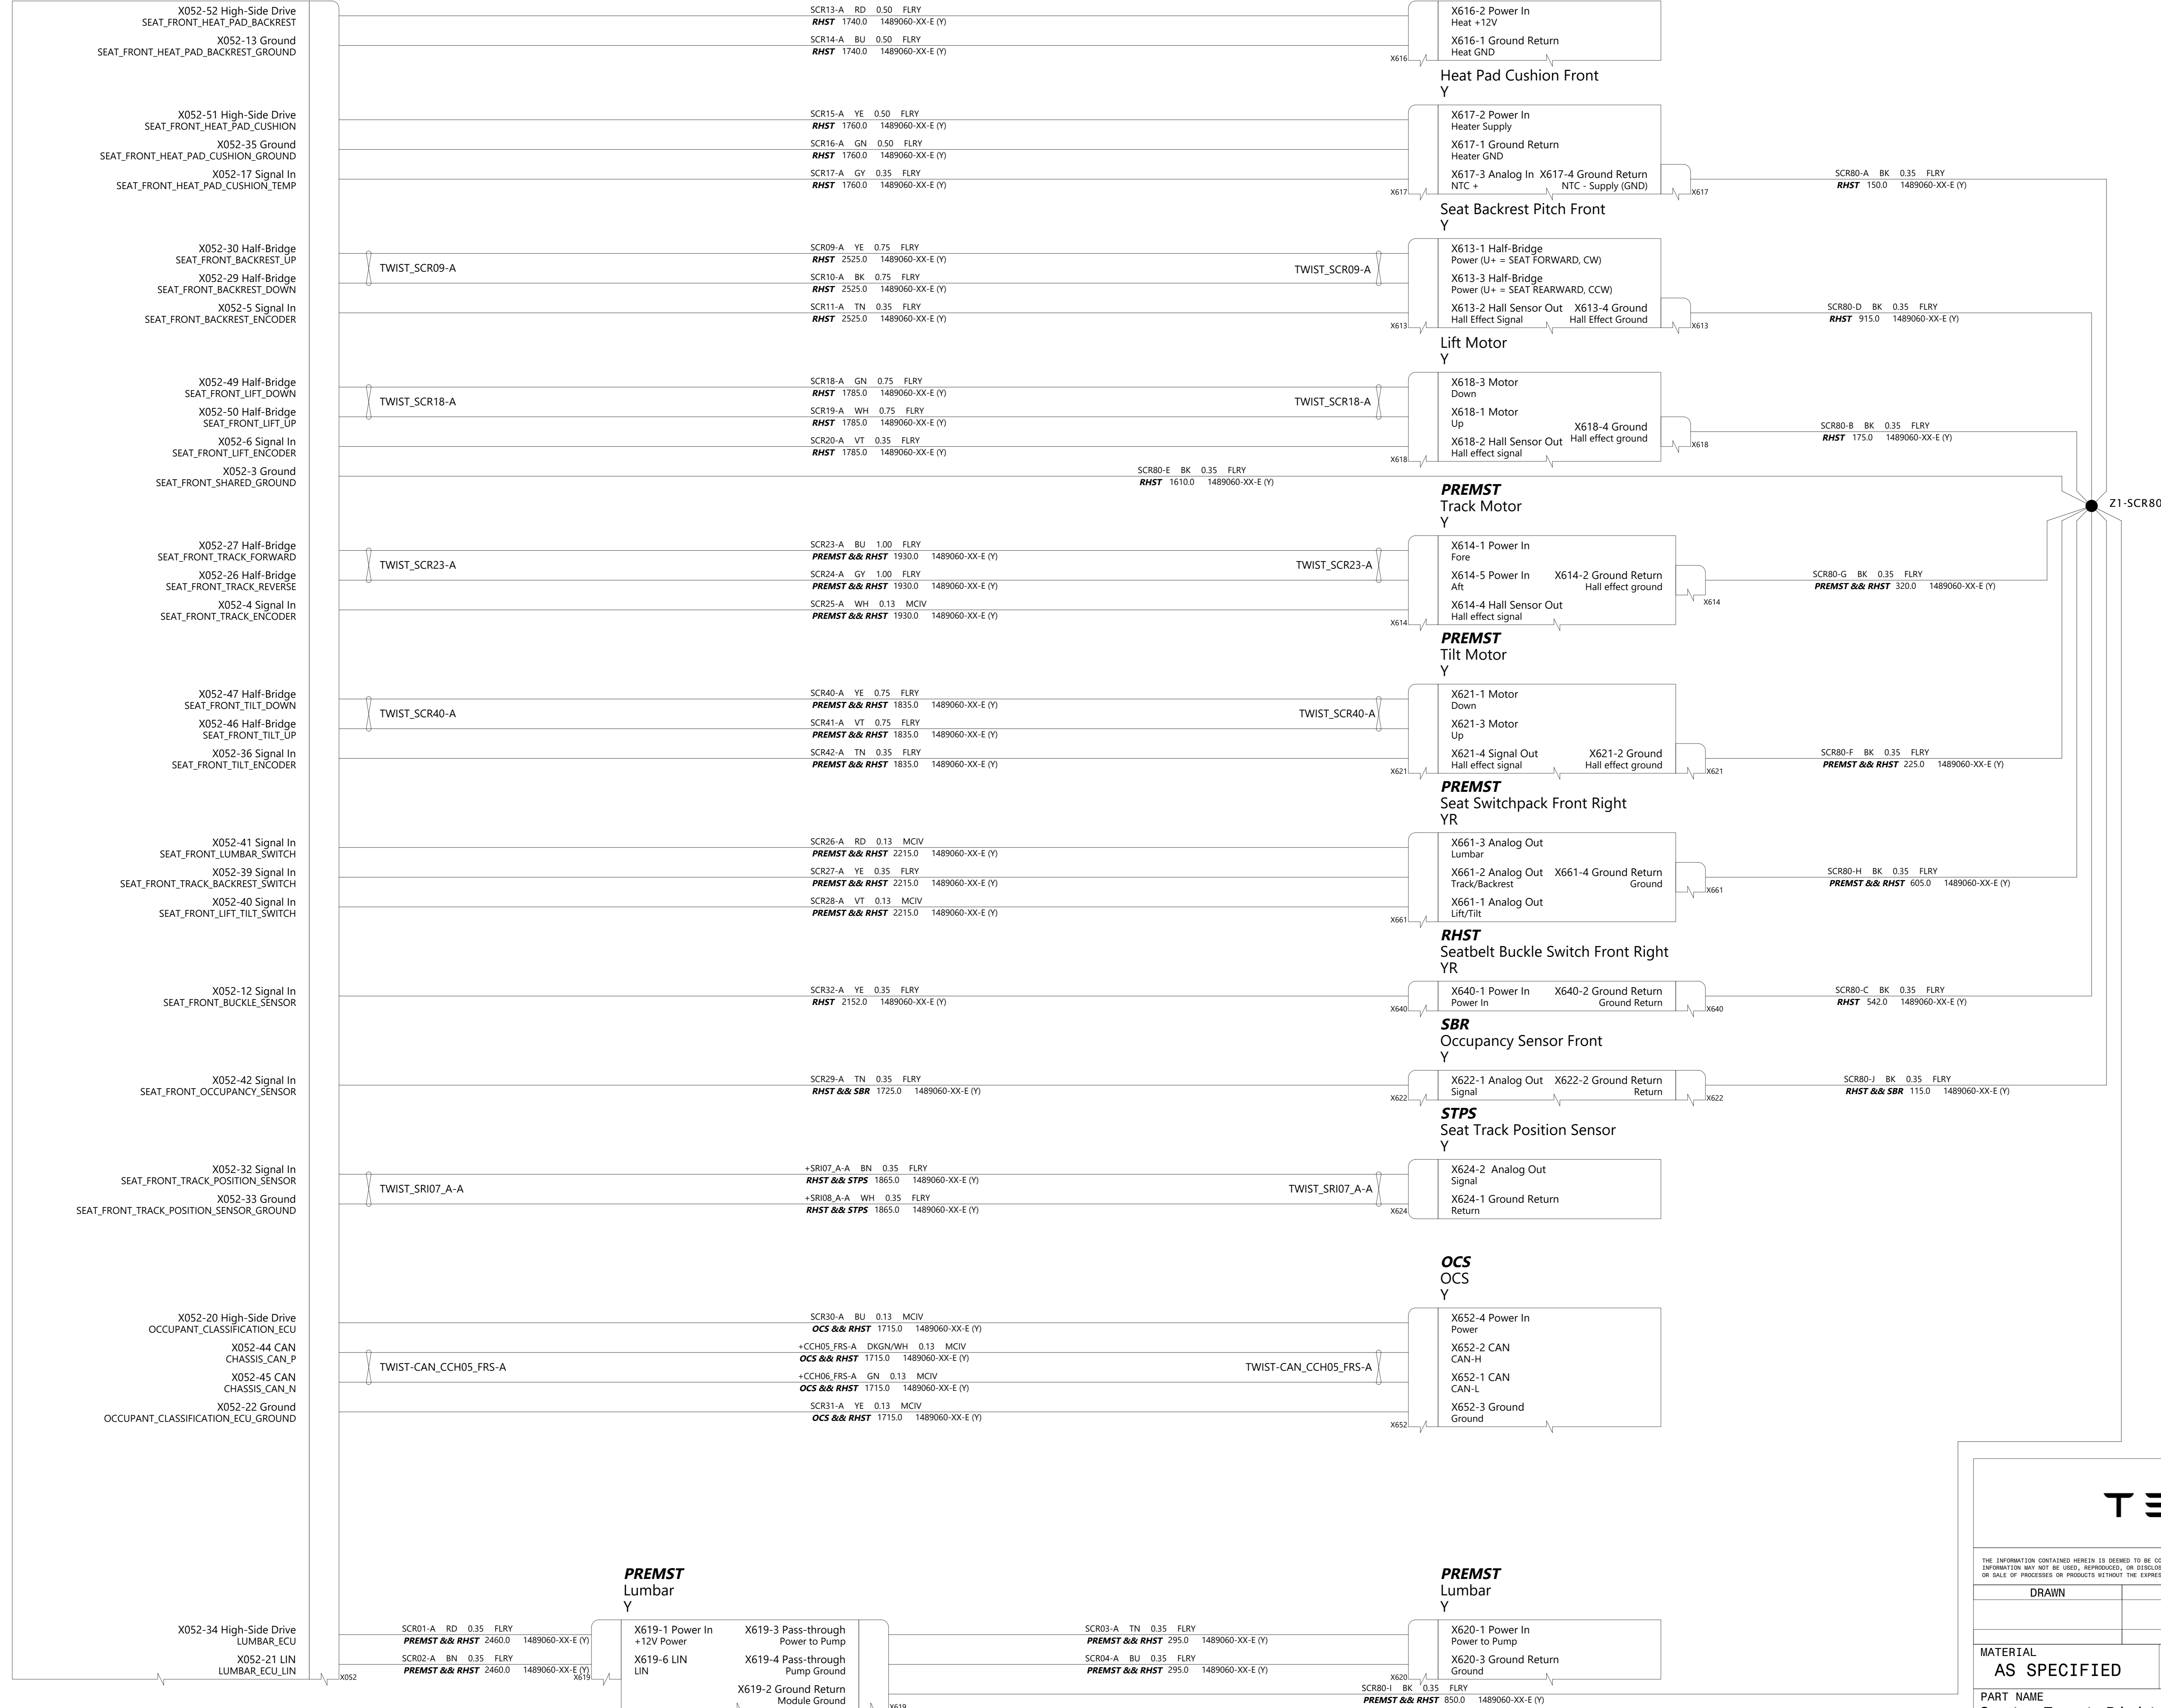 X052-52 High-Side Drive
SEAT_FRONT_HEAT_PAD_BACKREST
SCR13-A RD 0.50 FLRY
RHST 1740.0 1489060-XX-E (Y)
X616-2 Power In
Heat +12V
X052-13 Ground
SEAT_FRONT_HEAT_PAD_BACKREST_GROUND
SCR14-A BU 0.50 FLRY
RHST 1740.0 1489060-XX-E (Y)
X616-1 Ground Return
Heat GND
X616
Heat Pad Cushion Front
Y
X052-51 High-Side Drive
SEAT_FRONT_HEAT_PAD_CUSHION
SCR15-A YE 0.50 FLRY
RHST 1760.0 1489060-XX-E (Y)
X617-2 Power In
Heater Supply
X052-35 Ground
SEAT_FRONT_HEAT_PAD_CUSHION_GROUND
SCR16-A GN 0.50 FLRY
RHST 1760.0 1489060-XX-E (Y)
X617-1 Ground Return
Heater GND
X052-17 Signal In
SEAT_FRONT_HEAT_PAD_CUSHION_TEMP
SCR17-A GY 0.35 FLRY
RHST 1760.0 1489060-XX-E (Y)
X617-3 Analog In X617-4 Ground Return
NTC + NTC - Supply (GND)
X617 X617
SCR80-A BK 0.35 FLRY
RHST 150.0 1489060-XX-E (Y)
Seat Backrest Pitch Front
Y
X052-30 Half-Bridge
SEAT_FRONT_BACKREST_UP
SCR09-A YE 0.75 FLRY
RHST 2525.0 1489060-XX-E (Y)
X613-1 Half-Bridge
Power (U+ = SEAT FORWARD, CW)
TWIST_SCR09-A TWIST_SCR09-A
X052-29 Half-Bridge
SEAT_FRONT_BACKREST_DOWN
SCR10-A BK 0.75 FLRY
RHST 2525.0 1489060-XX-E (Y)
X613-3 Half-Bridge
Power (U+ = SEAT REARWARD, CCW)
X052-5 Signal In
SEAT_FRONT_BACKREST_ENCODER
SCR11-A TN 0.35 FLRY
RHST 2525.0 1489060-XX-E (Y)
X613-2 Hall Sensor Out X613-4 Ground
Hall Effect Signal Hall Effect Ground
X613 X613
SCR80-D BK 0.35 FLRY
RHST 915.0 1489060-XX-E (Y)
Lift Motor
Y
X052-49 Half-Bridge
SEAT_FRONT_LIFT_DOWN
SCR18-A GN 0.75 FLRY
RHST 1785.0 1489060-XX-E (Y)
X618-3 Motor
Down
TWIST_SCR18-A TWIST_SCR18-A
X052-50 Half-Bridge
SEAT_FRONT_LIFT_UP
SCR19-A WH 0.75 FLRY
RHST 1785.0 1489060-XX-E (Y)
X618-1 Motor
Up
X618-4 Ground
Hall effect ground
X052-6 Signal In
SEAT_FRONT_LIFT_ENCODER
SCR20-A VT 0.35 FLRY
RHST 1785.0 1489060-XX-E (Y)
X618-2 Hall Sensor Out
Hall effect signal
X618 X618
SCR80-B BK 0.35 FLRY
RHST 175.0 1489060-XX-E (Y)
X052-3 Ground
SEAT_FRONT_SHARED_GROUND
SCR80-E BK 0.35 FLRY
RHST 1610.0 1489060-XX-E (Y)
Z1-SCR80
PREMST
Track Motor
Y
X052-27 Half-Bridge
SEAT_FRONT_TRACK_FORWARD
SCR23-A BU 1.00 FLRY
PREMST && RHST 1930.0 1489060-XX-E (Y)
X614-1 Power In
Fore
TWIST_SCR23-A TWIST_SCR23-A
X052-26 Half-Bridge
SEAT_FRONT_TRACK_REVERSE
SCR24-A GY 1.00 FLRY
PREMST && RHST 1930.0 1489060-XX-E (Y)
X614-5 Power In X614-2 Ground Return
Aft Hall effect ground
SCR80-G BK 0.35 FLRY
PREMST && RHST 320.0 1489060-XX-E (Y)
X052-4 Signal In
SEAT_FRONT_TRACK_ENCODER
SCR25-A WH 0.13 MCIV
PREMST && RHST 1930.0 1489060-XX-E (Y)
X614-4 Hall Sensor Out
Hall effect signal
X614 X614
PREMST
Tilt Motor
Y
X052-47 Half-Bridge
SEAT_FRONT_TILT_DOWN
SCR40-A YE 0.75 FLRY
PREMST && RHST 1835.0 1489060-XX-E (Y)
X621-1 Motor
Down
TWIST_SCR40-A TWIST_SCR40-A
X052-46 Half-Bridge
SEAT_FRONT_TILT_UP
SCR41-A VT 0.75 FLRY
PREMST && RHST 1835.0 1489060-XX-E (Y)
X621-3 Motor
Up
X052-36 Signal In
SEAT_FRONT_TILT_ENCODER
SCR42-A TN 0.35 FLRY
PREMST && RHST 1835.0 1489060-XX-E (Y)
X621-4 Signal Out X621-2 Ground
Hall effect signal Hall effect ground
X621 X621
SCR80-F BK 0.35 FLRY
PREMST && RHST 225.0 1489060-XX-E (Y)
PREMST
Seat Switchpack Front Right
YR
X052-41 Signal In
SEAT_FRONT_LUMBAR_SWITCH
SCR26-A RD 0.13 MCIV
PREMST && RHST 2215.0 1489060-XX-E (Y)
X661-3 Analog Out
Lumbar
X052-39 Signal In
SEAT_FRONT_TRACK_BACKREST_SWITCH
SCR27-A YE 0.35 FLRY
PREMST && RHST 2215.0 1489060-XX-E (Y)
X661-2 Analog Out X661-4 Ground Return
Track/Backrest Ground
X661
SCR80-H BK 0.35 FLRY
PREMST && RHST 605.0 1489060-XX-E (Y)
X052-40 Signal In
SEAT_FRONT_LIFT_TILT_SWITCH
SCR28-A VT 0.13 MCIV
PREMST && RHST 2215.0 1489060-XX-E (Y)
X661-1 Analog Out
Lift/Tilt
X661
RHST
Seatbelt Buckle Switch Front Right
YR
X052-12 Signal In
SEAT_FRONT_BUCKLE_SENSOR
SCR32-A YE 0.35 FLRY
RHST 2152.0 1489060-XX-E (Y)
X640-1 Power In X640-2 Ground Return
Power In Ground Return
X640 X640
SCR80-C BK 0.35 FLRY
RHST 542.0 1489060-XX-E (Y)
SBR
Occupancy Sensor Front
Y
X052-42 Signal In
SEAT_FRONT_OCCUPANCY_SENSOR
SCR29-A TN 0.35 FLRY
RHST && SBR 1725.0 1489060-XX-E (Y)
X622-1 Analog Out X622-2 Ground Return
Signal Return
X622 X622
SCR80-J BK 0.35 FLRY
RHST && SBR 115.0 1489060-XX-E (Y)
STPS
Seat Track Position Sensor
Y
X052-32 Signal In
SEAT_FRONT_TRACK_POSITION_SENSOR
+SRI07_A-A BN 0.35 FLRY
RHST && STPS 1865.0 1489060-XX-E (Y)
X624-2 Analog Out
Signal
TWIST_SRI07_A-A TWIST_SRI07_A-A
X052-33 Ground
SEAT_FRONT_TRACK_POSITION_SENSOR_GROUND
+SRI08_A-A WH 0.35 FLRY
RHST && STPS 1865.0 1489060-XX-E (Y)
X624-1 Ground Return
Return
X624
OCS
OCS
Y
X052-20 High-Side Drive
OCCUPANT_CLASSIFICATION_ECU
SCR30-A BU 0.13 MCIV
OCS && RHST 1715.0 1489060-XX-E (Y)
X652-4 Power In
Power
X052-44 CAN
CHASSIS_CAN_P
+CCH05_FRS-A DKGN/WH 0.13 MCIV
OCS && RHST 1715.0 1489060-XX-E (Y)
X652-2 CAN
CAN-H
TWIST-CAN_CCH05_FRS-A TWIST-CAN_CCH05_FRS-A
X052-45 CAN
CHASSIS_CAN_N
+CCH06_FRS-A GN 0.13 MCIV
OCS && RHST 1715.0 1489060-XX-E (Y)
X652-1 CAN
CAN-L
X052-22 Ground
OCCUPANT_CLASSIFICATION_ECU_GROUND
SCR31-A YE 0.13 MCIV
OCS && RHST 1715.0 1489060-XX-E (Y)
X652-3 Ground
Ground
X652
PREMST
Lumbar
Y
PREMST
Lumbar
Y
X052-34 High-Side Drive
LUMBAR_ECU
SCR01-A RD 0.35 FLRY
PREMST && RHST 2460.0 1489060-XX-E (Y)
X619-1 Power In X619-3 Pass-through
+12V Power Power to Pump
SCR03-A TN 0.35 FLRY
PREMST && RHST 295.0 1489060-XX-E (Y)
X620-1 Power In
Power to Pump
X052-21 LIN
LUMBAR_ECU_LIN
SCR02-A BN 0.35 FLRY
PREMST && RHST 2460.0 1489060-XX-E (Y)
X619-6 LIN X619-4 Pass-through
LIN Pump Ground
SCR04-A BU 0.35 FLRY
PREMST && RHST 295.0 1489060-XX-E (Y)
X620-3 Ground Return
Ground
X052 X619 X620
X619-2 Ground Return
Module Ground
X619
SCR80-I BK 0.35 FLRY
PREMST && RHST 850.0 1489060-XX-E (Y)
THE INFORMATION CONTAINED HEREIN IS DEEMED TO BE
INFORMATION MAY NOT BE USED, REPRODUCED, OR
OR SALE OF PROCESSES OR PRODUCTS WITHOUT THE
DRAWN
MATERIAL
AS SPECIFIED
PART NAME